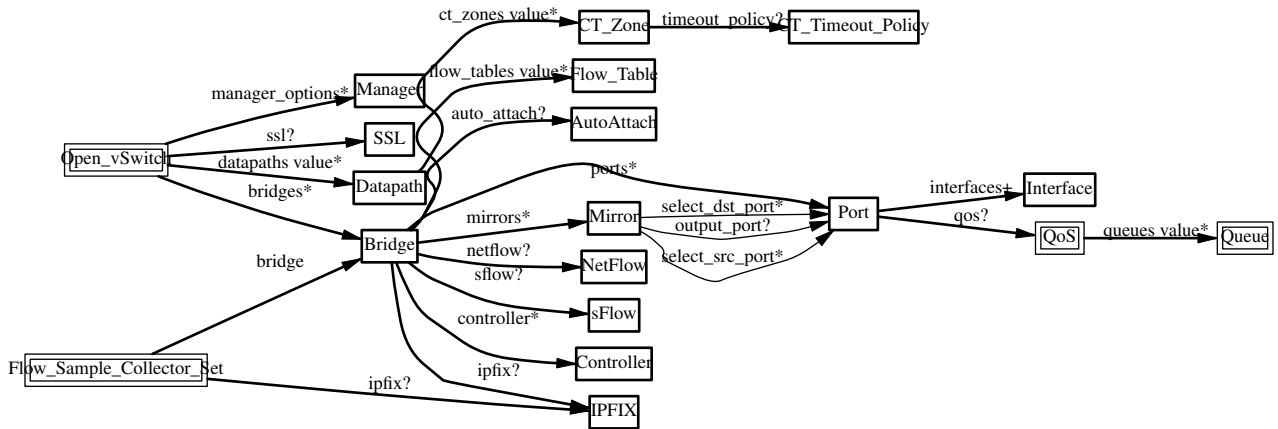 ct_zones value*
CT_Zone
timeout_policy?
CT_Timeout_Policy
flow_tables value*
Flow_Table
manager_options*
Manager
auto_attach?
AutoAttach
ssl?
SSL
Open_vSwitch
datapaths value*
Datapath
bridges*
ports*
interfaces+
Interface
mirrors*
Mirror
select_dst_port*
Port
output_port?
qos?
QoS
queues value*
Queue
Bridge
bridge
netflow?
select_src_port*
NetFlow
sflow?
sFlow
controller*
Controller
Flow_Sample_Collector_Set
ipfix?
ipfix?
IPFIX